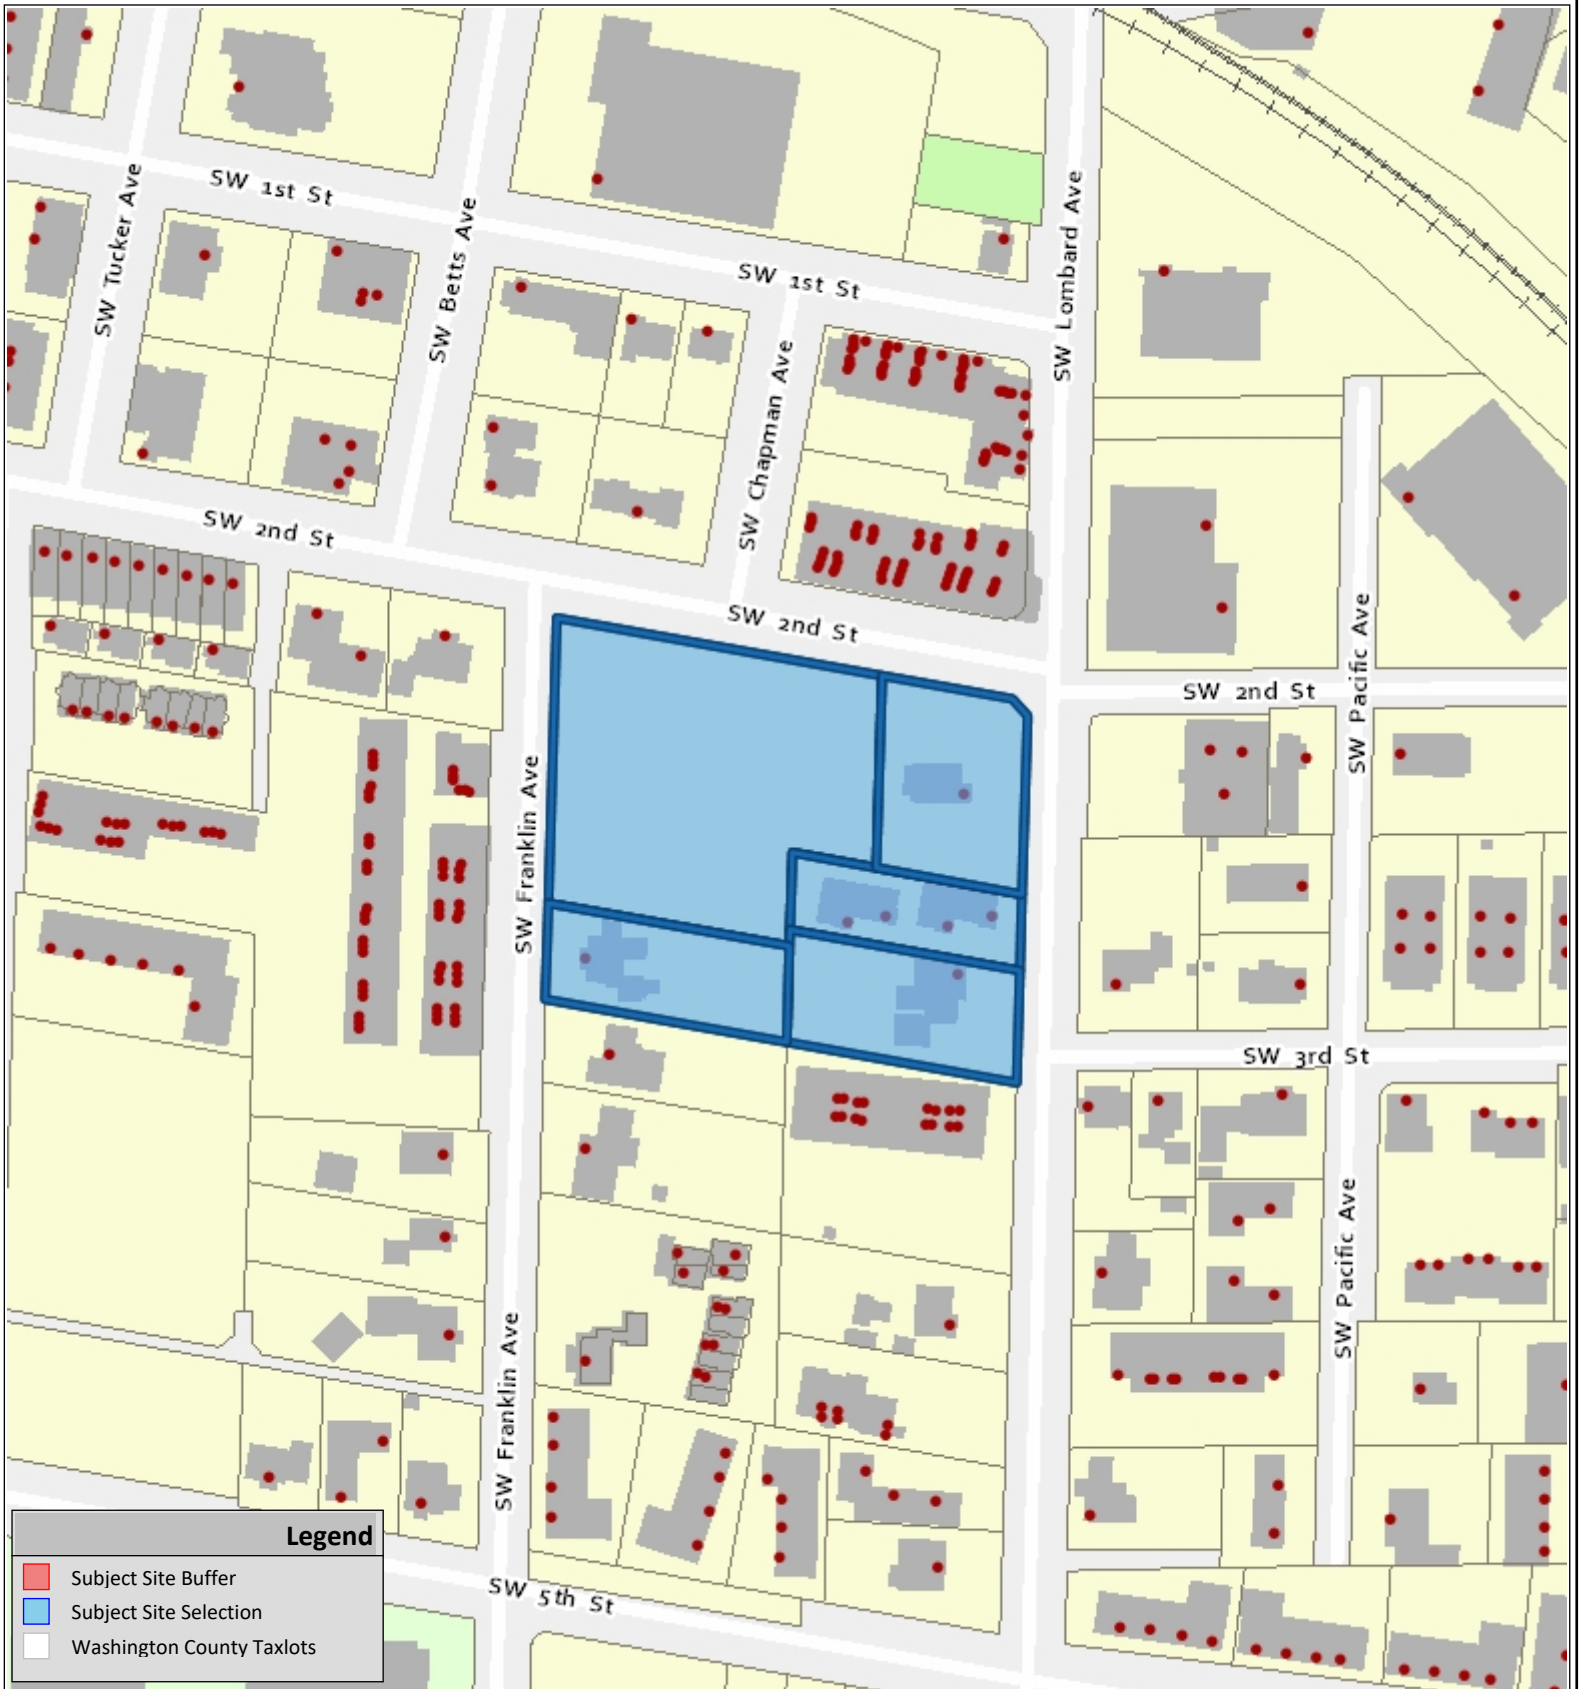 SW 1st St
SW Tucker Ave
SW Betts Ave
SW Lombard Ave
SW 1st St
SW Chapman Ave
SW 2nd St
SW 2nd St
SW 2nd St
SW Pacific Ave
SW Franklin Ave
SW 3rd St
SW Pacific Ave
SW Franklin Ave
SW 5th St
Legend
Subject Site Buffer
Subject Site Selection
Washington County Taxlots